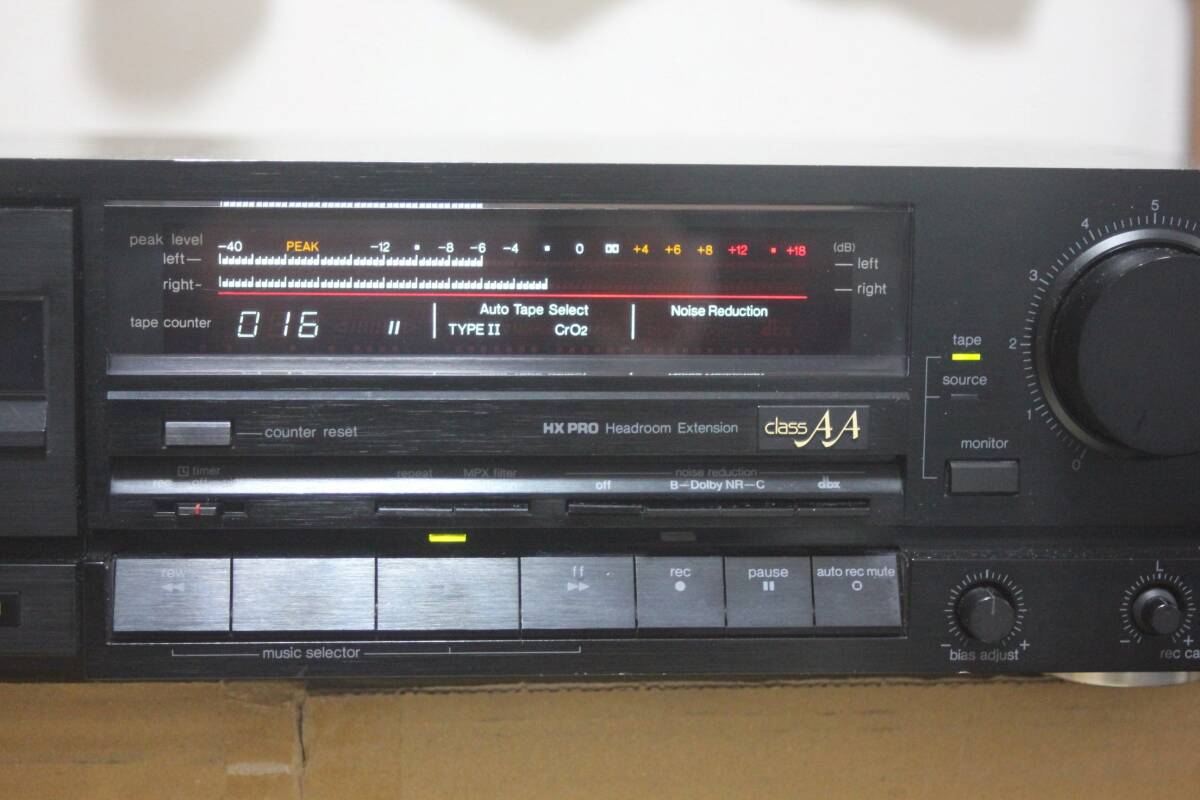 peak level
-40 PEAK -12 -8 -6 -4 0 +4 +6 +8 +12 +18 (dB)
left
left
right
right
tape counter
016
Auto Tape Select
TYPE II CrO2
Noise Reduction
counter reset
HX PRO Headroom Extension
class AA
timer
repeat MPX filter
noise reduction
off B-Dolby NR-C dbx
rew
ff
rec
pause
auto rec mute
music selector
tape
source
monitor
0 1 2 3 4 5
- bias adjust +
L
- +
rec ca